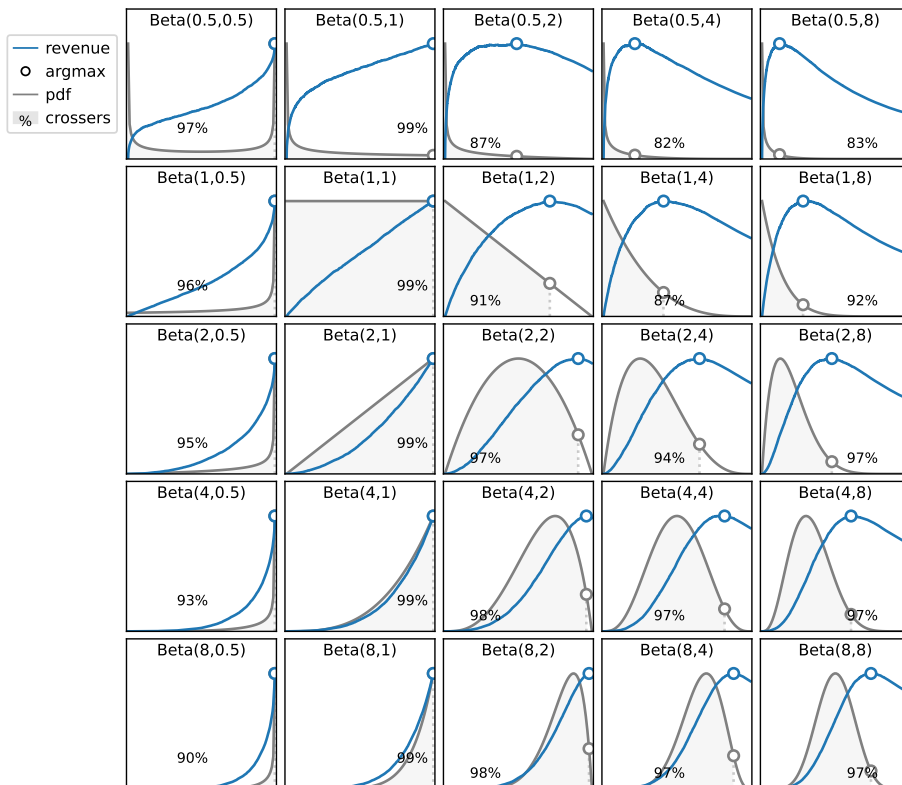 Beta(0.5,0.5) Beta(0.5,1) Beta(0.5,2) Beta(0.5,4) Beta(0.5,8)
revenue
argmax
pdf
% crossers
97% 99% 87% 82% 83%
Beta(1,0.5) Beta(1,1) Beta(1,2) Beta(1,4) Beta(1,8)
96% 99% 91% 87% 92%
Beta(2,0.5) Beta(2,1) Beta(2,2) Beta(2,4) Beta(2,8)
95% 99% 97% 94% 97%
Beta(4,0.5) Beta(4,1) Beta(4,2) Beta(4,4) Beta(4,8)
93% 99% 98% 97% 97%
Beta(8,0.5) Beta(8,1) Beta(8,2) Beta(8,4) Beta(8,8)
90% 99% 98% 97% 97%